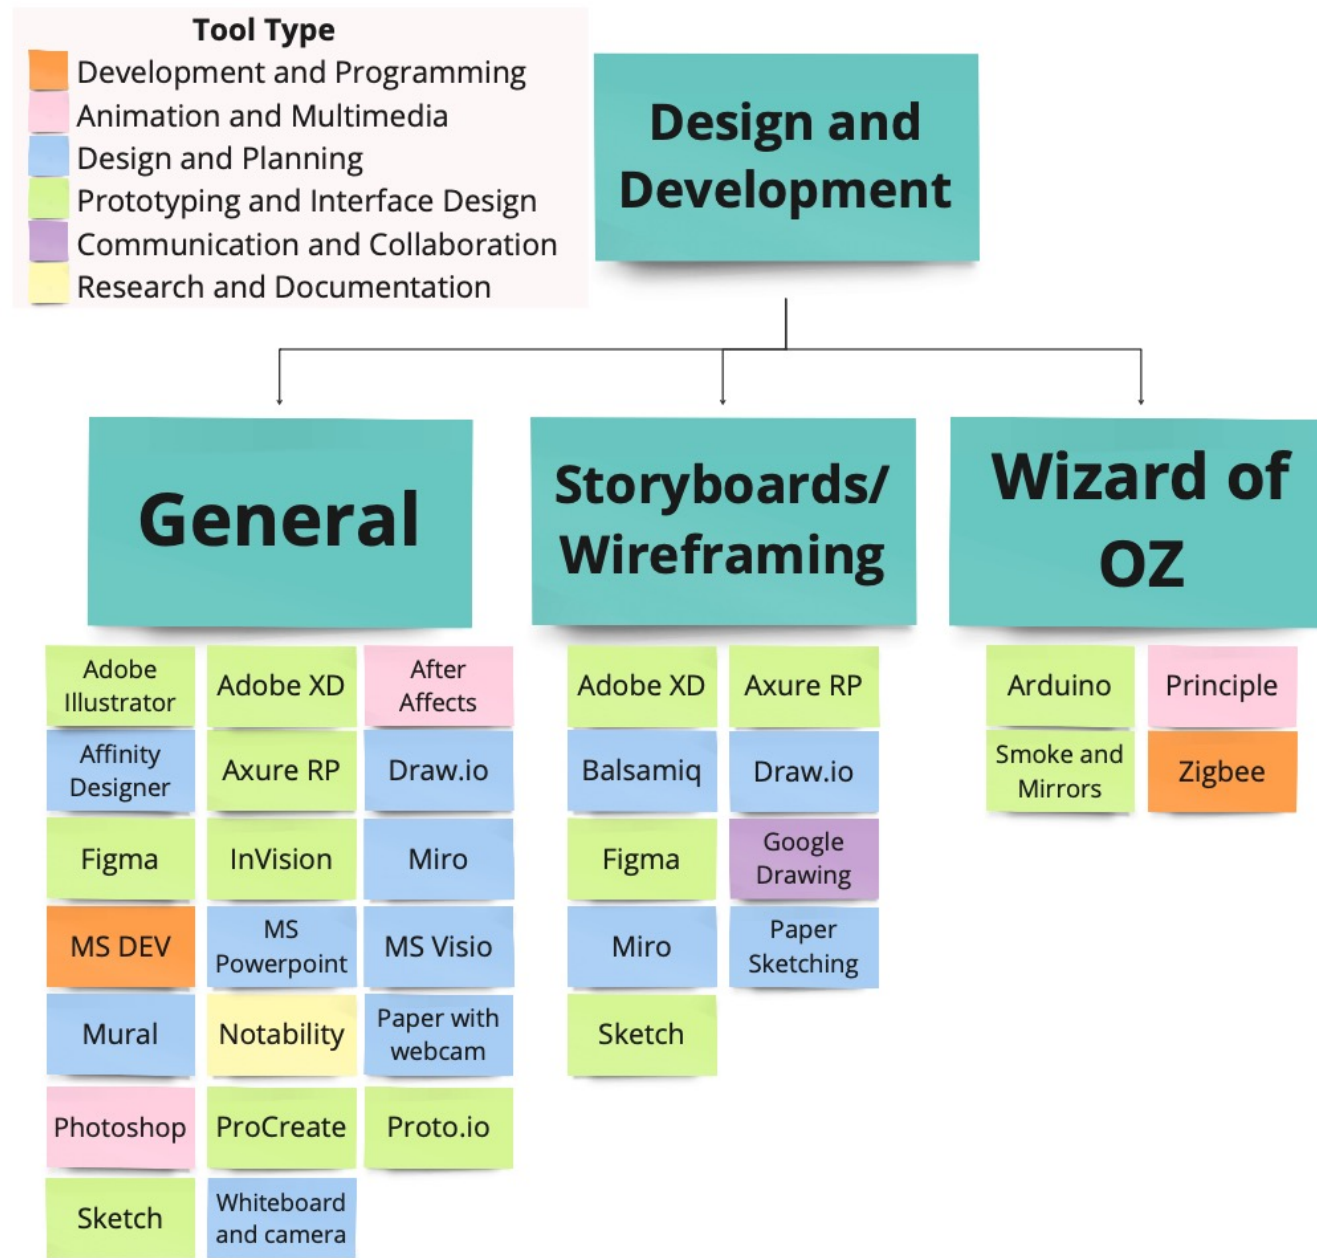 Tool Type
Development and Programming
Animation and Multimedia
Design and Planning
Prototyping and Interface Design
Communication and Collaboration
Research and Documentation
Design and
Development
General
Storyboards/
Wireframing
Wizard of
OZ
Adobe
Illustrator
Adobe XD
After
Affects
Affinity
Designer
Axure RP
Draw.io
Figma
InVision
Miro
MS DEV
MS
Powerpoint
MS Visio
Mural
Notability
Paper with
webcam
Photoshop
ProCreate
Proto.io
Sketch
Whiteboard
and camera
Adobe XD
Axure RP
Balsamiq
Draw.io
Figma
Google
Drawing
Miro
Paper
Sketching
Sketch
Arduino
Principle
Smoke and
Mirrors
Zigbee